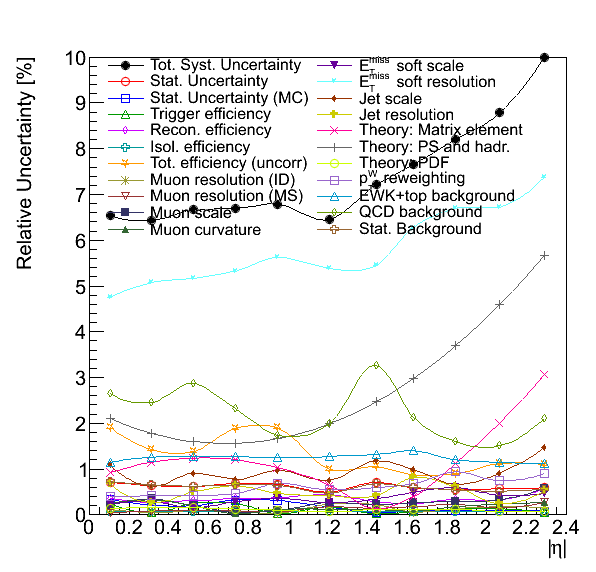 Relative Uncertainty [%]
10
9
8
7
6
5
4
3
2
1
0
Tot. Syst. Uncertainty
Stat. Uncertainty
Stat. Uncertainty (MC)
Trigger efficiency
Recon. efficiency
Isol. efficiency
Tot. efficiency (uncorr)
Muon resolution (ID)
Muon resolution (MS)
Muon scale
Muon curvature
E_T^miss soft scale
E_T^miss soft resolution
Jet scale
Jet resolution
Theory: Matrix element
Theory: PS and hadr.
Theory: PDF
p^W reweighting
EWK+top background
QCD background
Stat. Background
0 0.2 0.4 0.6 0.8 1 1.2 1.4 1.6 1.8 2 2.2 2.4
|η|